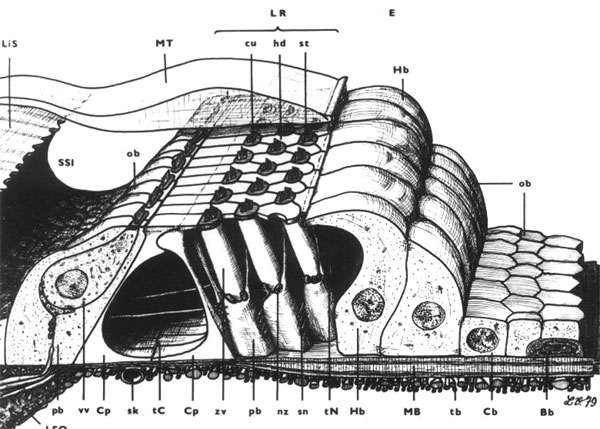 LR E
LiS MT cu hd st
Hb
SSI ob
ob
pb vv Cp sk tC Cp zv pb nz sn tN Hb MB tb Cb Bb
LSO